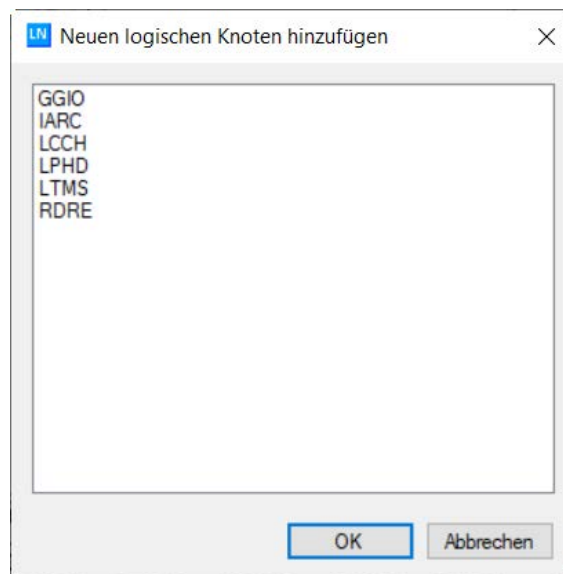 LN Neuen logischen Knoten hinzufügen
GGIO
IARC
LCCH
LPHD
LTMS
RDRE
OK Abbrechen